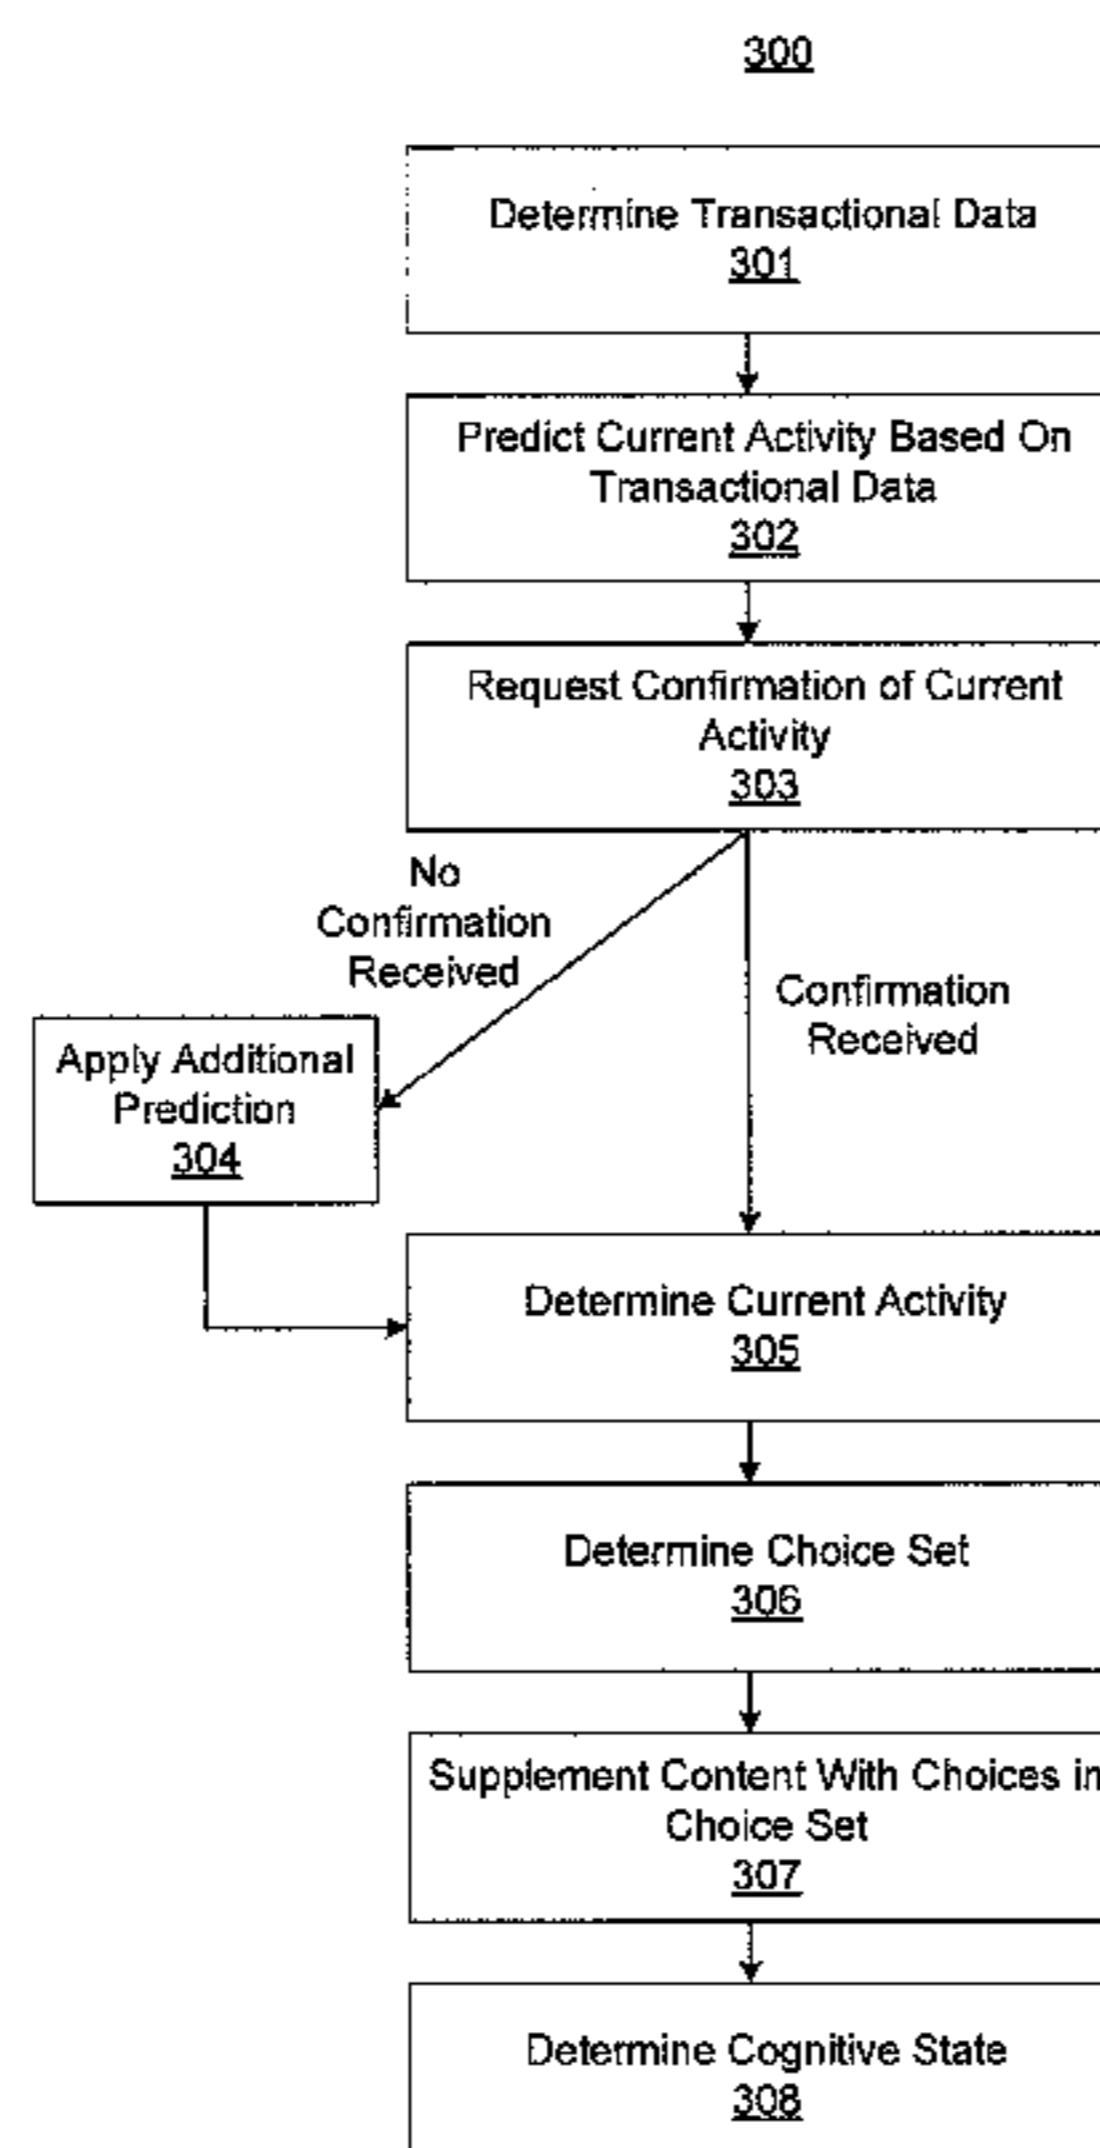 300
Determine Transactional Data
301
Predict Current Activity Based On
Transactional Data
302
Request Confirmation of Current
Activity
303
No
Confirmation
Received
Confirmation
Received
Apply Additional
Prediction
304
Determine Current Activity
305
Determine Choice Set
306
Supplement Content With Choices in
Choice Set
307
Determine Cognitive State
308